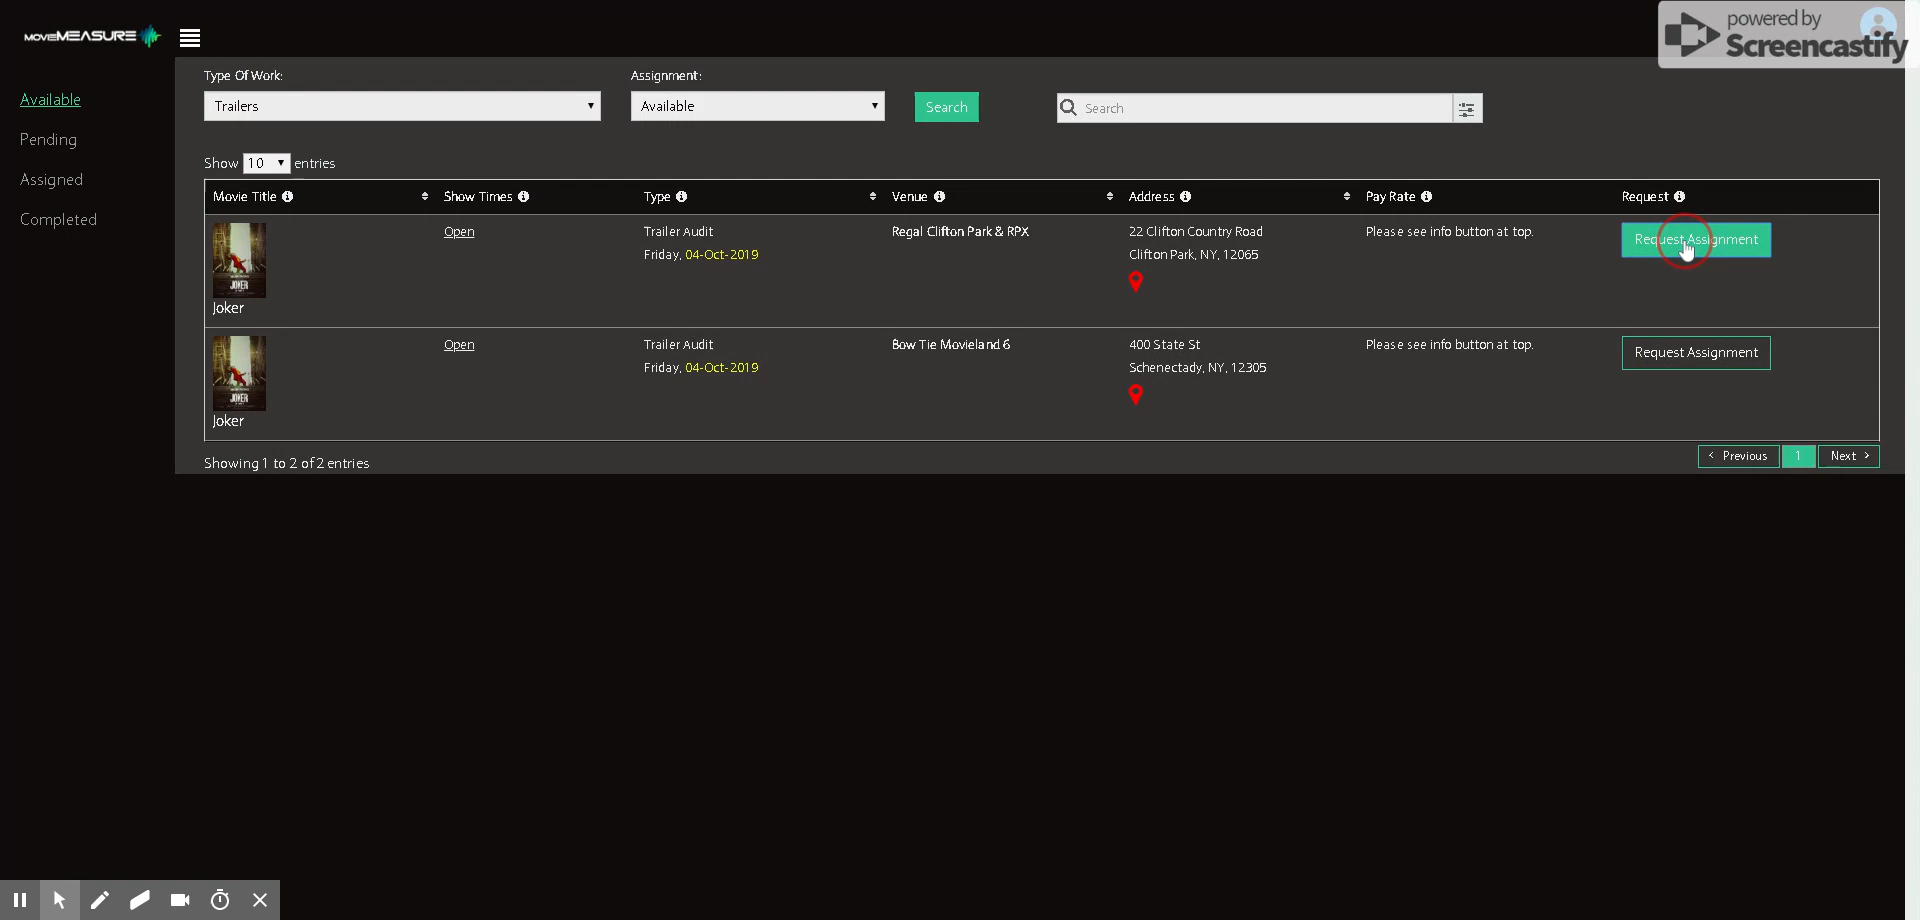 MOVIEMEASURE
powered by
Screencastify
Available
Pending
Assigned
Completed
Type Of Work:
Assignment:
Trailers
Available
Search
Search
Show 10 entries
Movie Title
Show Times
Type
Venue
Address
Pay Rate
Request
JOKER
Joker
Open
Trailer Audit
Friday, 04-Oct-2019
Regal Clifton Park & RPX
22 Clifton Country Road
Clifton Park, NY, 12065
Please see info button at top.
Request Assignment
JOKER
Joker
Open
Trailer Audit
Friday, 04-Oct-2019
Bow Tie Movieland 6
400 State St
Schenectady, NY, 12305
Please see info button at top.
Request Assignment
Showing 1 to 2 of 2 entries
< Previous
1
Next >